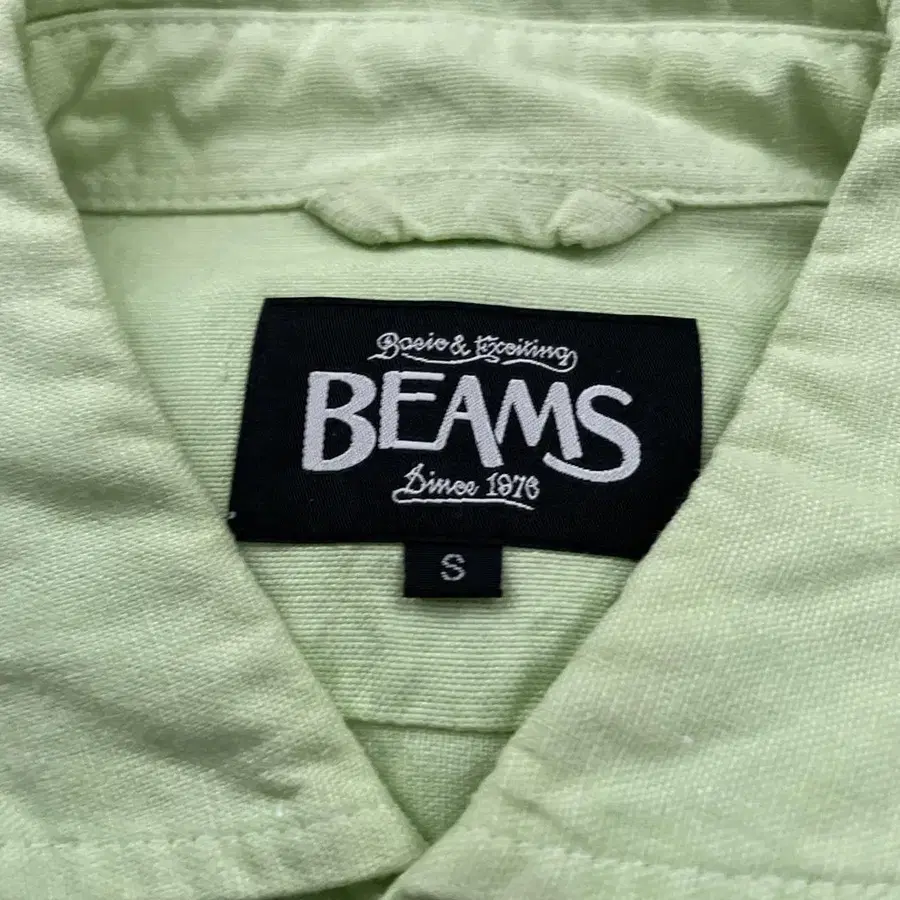 Basic & Exciting
BEAMS
Since 1976
S